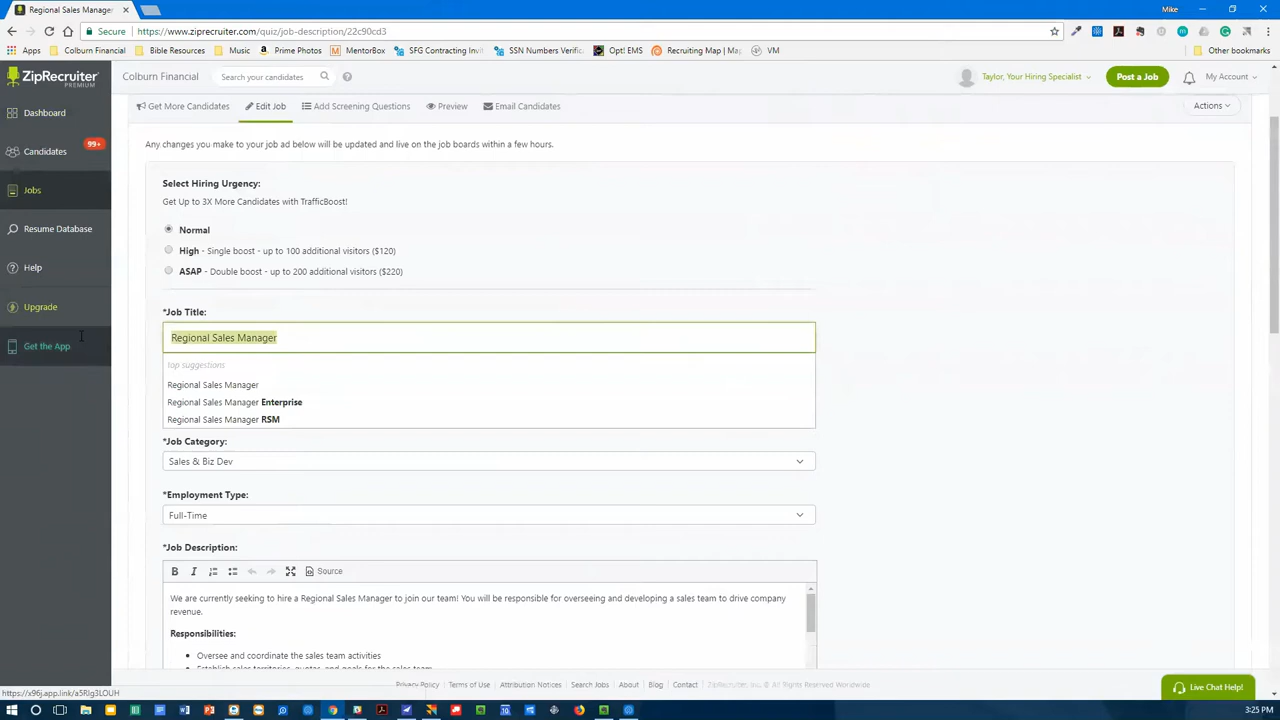 Regional Sales Manager
Mike
Secure
https://www.ziprecruiter.com/quiz/job-description/22c90cd3
Apps
Colburn Financial
Bible Resources
Music
Prime Photos
MentorBox
SFG Contracting Invi
SSN Numbers Verific
Opt! EMS
Recruiting Map | Ma
VM
Other bookmarks
ZipRecruiter
PREMIUM
Colburn Financial
Search your candidates
Taylor, Your Hiring Specialist
Post a Job
My Account
Dashboard
Candidates
99+
Jobs
Resume Database
Help
Upgrade
Get the App
Get More Candidates
Edit Job
Add Screening Questions
Preview
Email Candidates
Actions
Any changes you make to your job ad below will be updated and live on the job boards within a few hours.
Select Hiring Urgency:
Get Up to 3X More Candidates with TrafficBoost!
Normal
High - Single boost - up to 100 additional visitors ($120)
ASAP - Double boost - up to 200 additional visitors ($220)
*Job Title:
Regional Sales Manager
top suggestions
Regional Sales Manager
Regional Sales Manager Enterprise
Regional Sales Manager RSM
*Job Category:
Sales & Biz Dev
*Employment Type:
Full-Time
*Job Description:
B I Source
We are currently seeking to hire a Regional Sales Manager to join our team! You will be responsible for overseeing and developing a sales team to drive company
revenue.
Responsibilities:
• Oversee and coordinate the sales team activities
• Establish sales territories, quotas, and goals for the sales team
Privacy Policy
Terms of Use
Attribution Notices
Search Jobs
About
Blog
Contact
ZipRecruiter, Inc. © All Rights Reserved Worldwide
Live Chat Help!
https://x96j.app.link/a5RIg3LOUH
3:25 PM